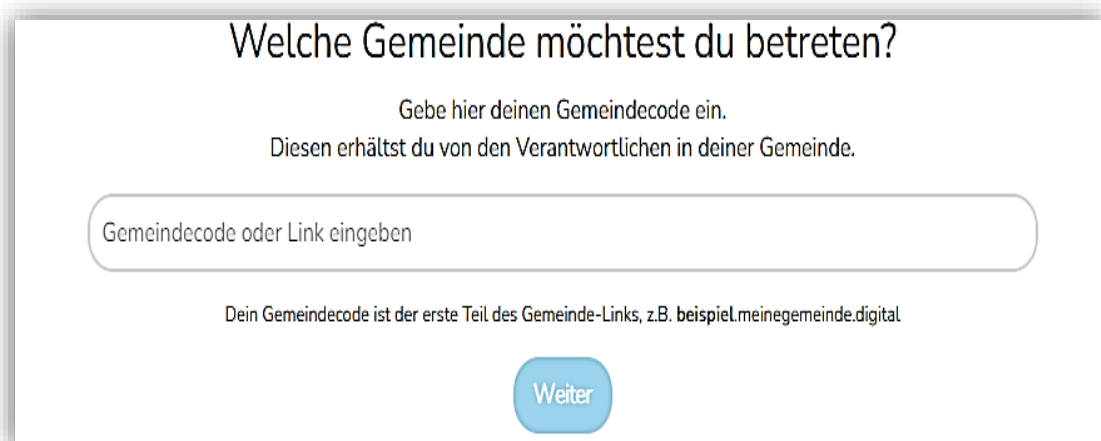 Welche Gemeinde möchtest du betreten?
Gebe hier deinen Gemeindecode ein.
Diesen erhältst du von den Verantwortlichen in deiner Gemeinde.
Gemeindecode oder Link eingeben
Dein Gemeindecode ist der erste Teil des Gemeinde-Links, z.B. beispiel.meinegemeinde.digital
Weiter